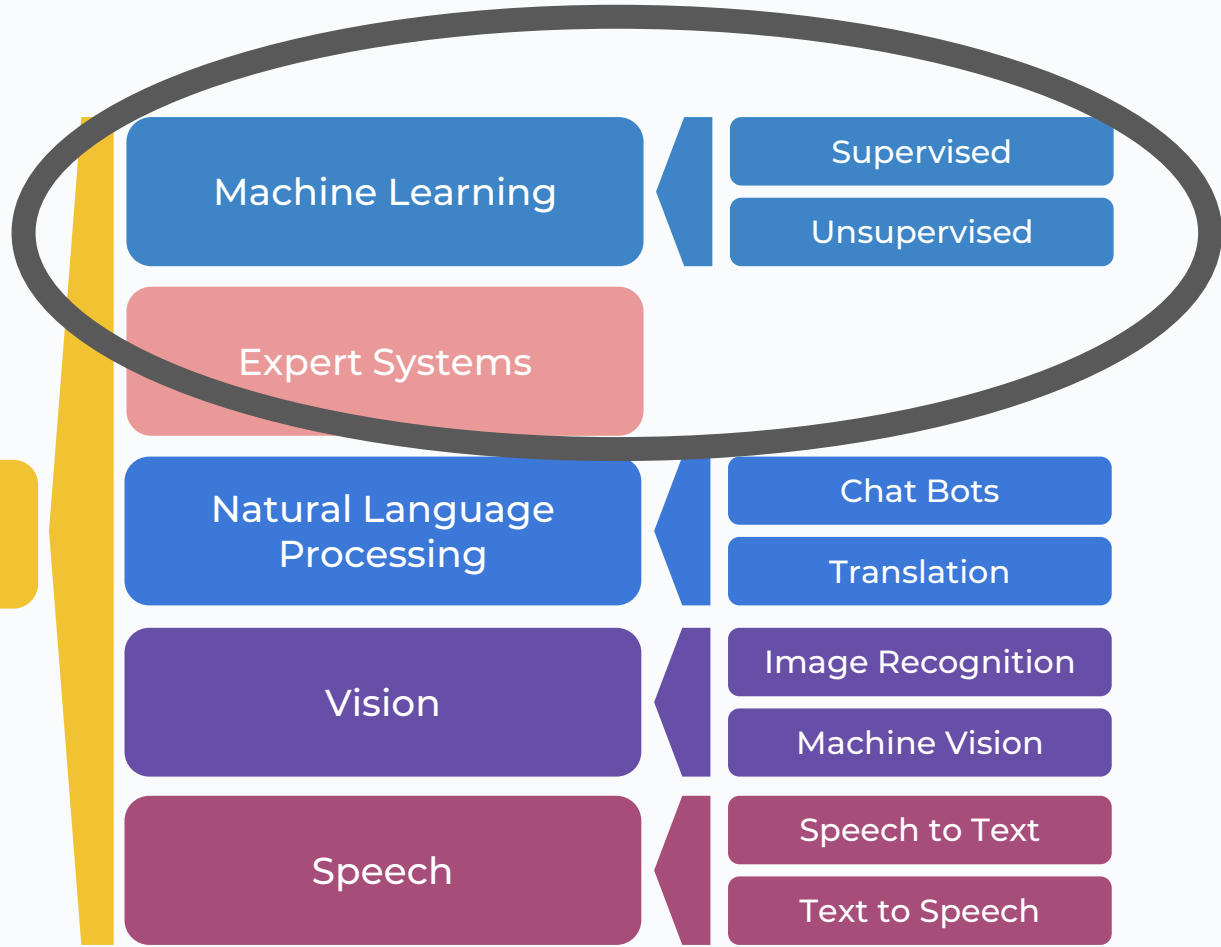 Machine Learning
Supervised
Unsupervised
Expert Systems
Natural Language
Processing
Chat Bots
Translation
Vision
Image Recognition
Machine Vision
Speech
Speech to Text
Text to Speech